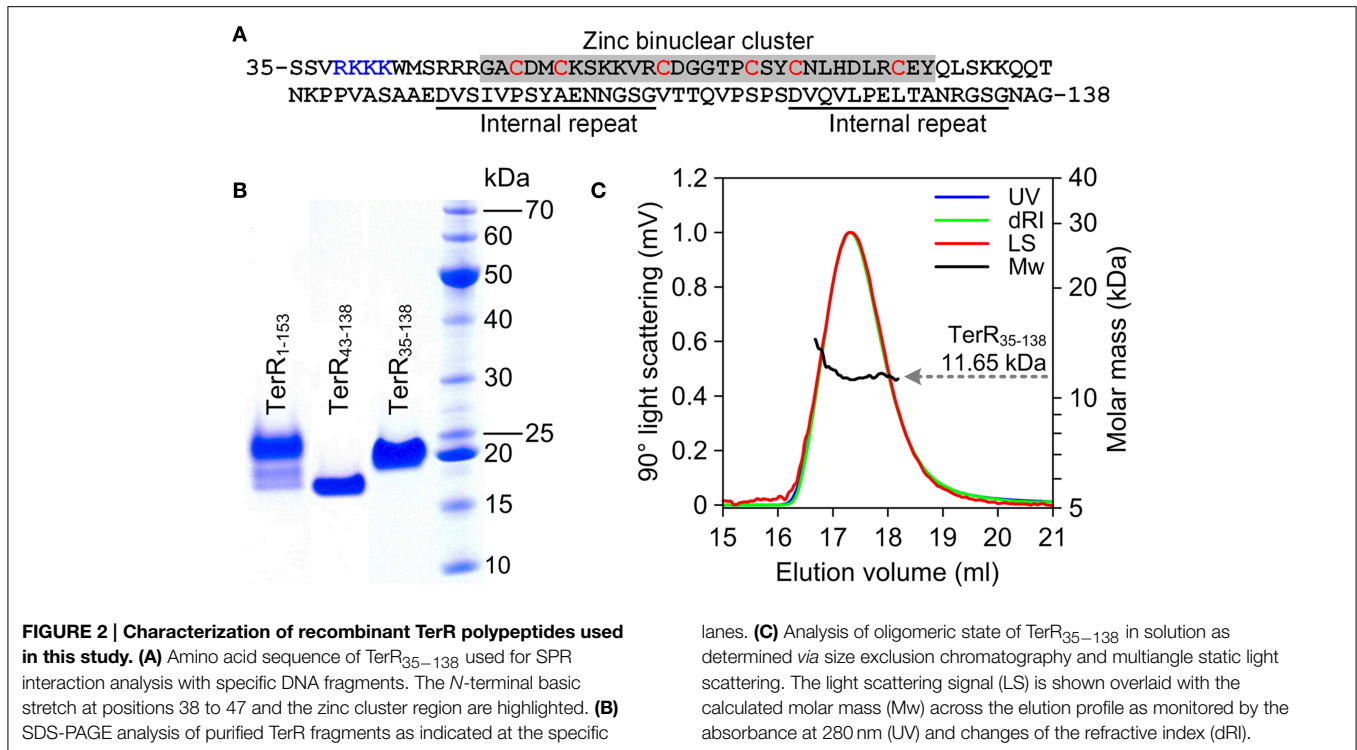 A
Zinc binuclear cluster
35-SSVRKKKWMSRRRGACDMCKSKKVRCDGGTPCSYCNLHDLRCEYQLSKKQQT
NKPPVASAAEDVSIVPSYAENNGSGVTTQVPSPSDVQVLPELTANRGSGNAG-138
Internal repeat Internal repeat
B
kDa
70
60
50
40
30
25
20
15
10
TerR1-153
TerR43-138
TerR35-138
C
90° light scattering (mV)
1.2
1.0
0.8
0.6
0.4
0.2
0
UV
dRI
LS
Mw
TerR35-138
11.65 kDa
40
30
20
10
5
Molar mass (kDa)
15 16 17 18 19 20 21
Elution volume (ml)
FIGURE 2 | Characterization of recombinant TerR polypeptides used
in this study. (A) Amino acid sequence of TerR35−138 used for SPR
interaction analysis with specific DNA fragments. The N-terminal basic
stretch at positions 38 to 47 and the zinc cluster region are highlighted. (B)
SDS-PAGE analysis of purified TerR fragments as indicated at the specific
lanes. (C) Analysis of oligomeric state of TerR35−138 in solution as
determined via size exclusion chromatography and multiangle static light
scattering. The light scattering signal (LS) is shown overlaid with the
calculated molar mass (Mw) across the elution profile as monitored by the
absorbance at 280 nm (UV) and changes of the refractive index (dRI).